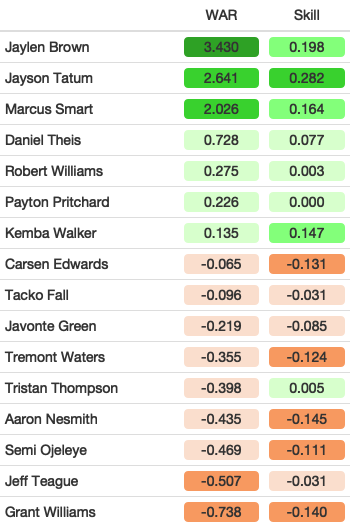 WAR Skill
Jaylen Brown 3.430 0.198
Jayson Tatum 2.641 0.282
Marcus Smart 2.026 0.164
Daniel Theis 0.728 0.077
Robert Williams 0.275 0.003
Payton Pritchard 0.226 0.000
Kemba Walker 0.135 0.147
Carsen Edwards -0.065 -0.131
Tacko Fall -0.096 -0.031
Javonte Green -0.219 -0.085
Tremont Waters -0.355 -0.124
Tristan Thompson -0.398 0.005
Aaron Nesmith -0.435 -0.145
Semi Ojeleye -0.469 -0.111
Jeff Teague -0.507 -0.031
Grant Williams -0.738 -0.140